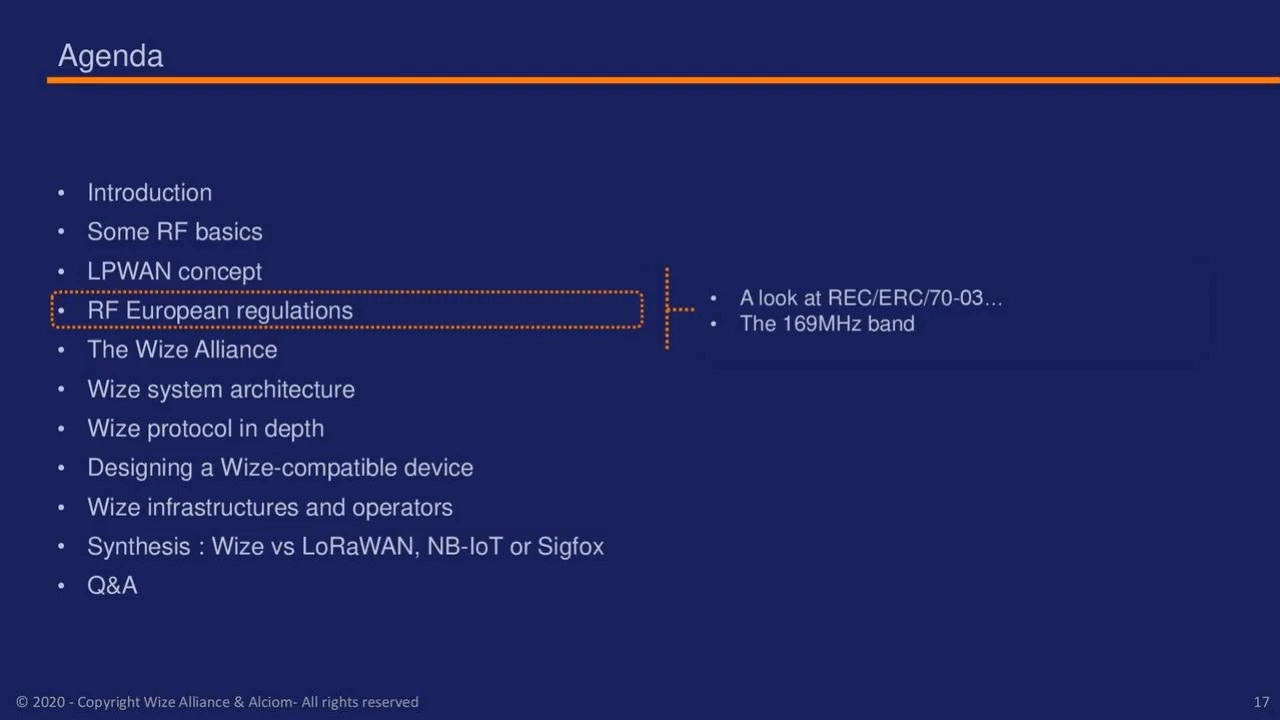 Agenda
• Introduction
• Some RF basics
• LPWAN concept
• RF European regulations
• The Wize Alliance
• Wize system architecture
• Wize protocol in depth
• Designing a Wize-compatible device
• Wize infrastructures and operators
• Synthesis : Wize vs LoRaWAN, NB-IoT or Sigfox
• Q&A
• A look at REC/ERC/70-03…
• The 169MHz band
© 2020 - Copyright Wize Alliance & Alciom- All rights reserved
17